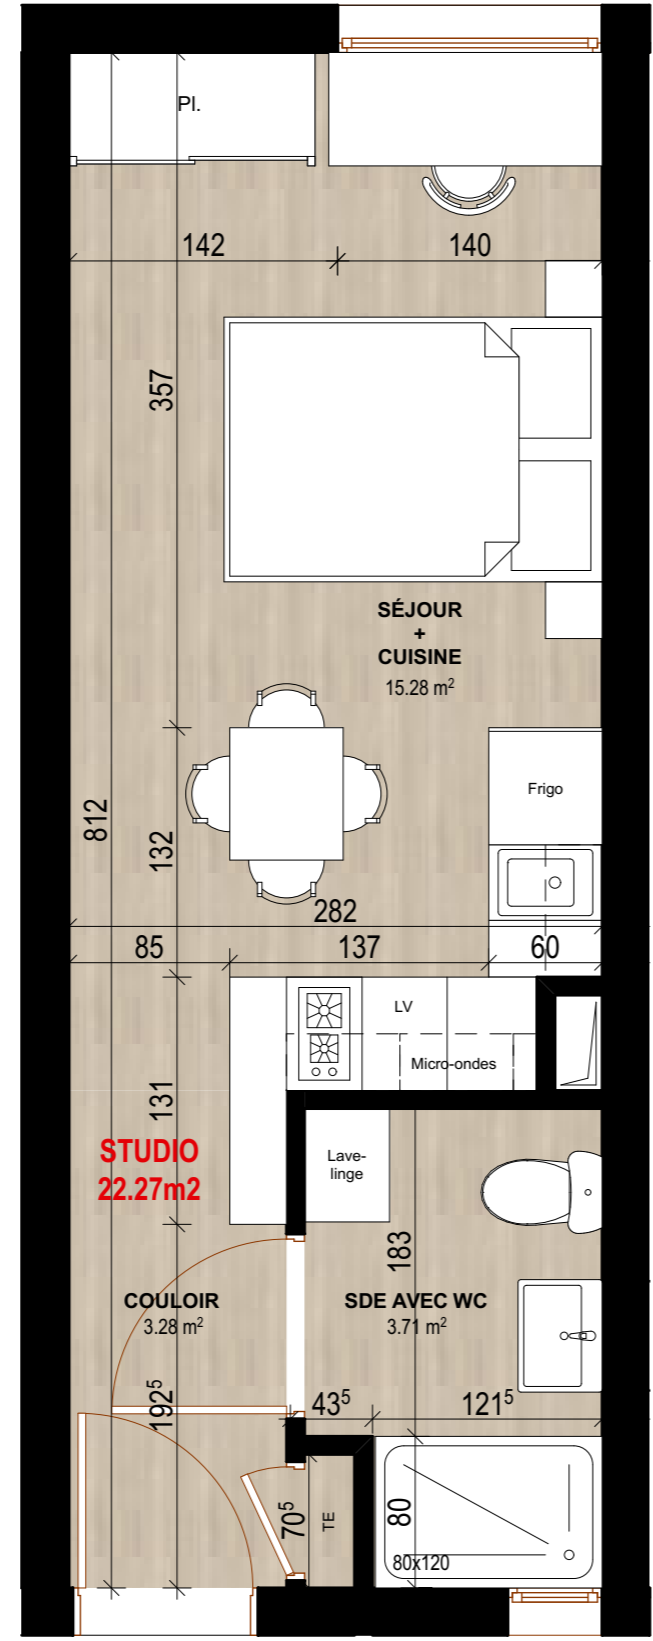 Pl.
142
140
357
SÉJOUR
+
CUISINE
15.28 m²
Frigo
812
132
282
85
137
60
LV
Micro-ondes
131
STUDIO
22.27m2
Lave-
linge
183
COULOIR
3.28 m²
SDE AVEC WC
3.71 m²
192⁵
43⁵
121⁵
70⁵
TE
80
80x120